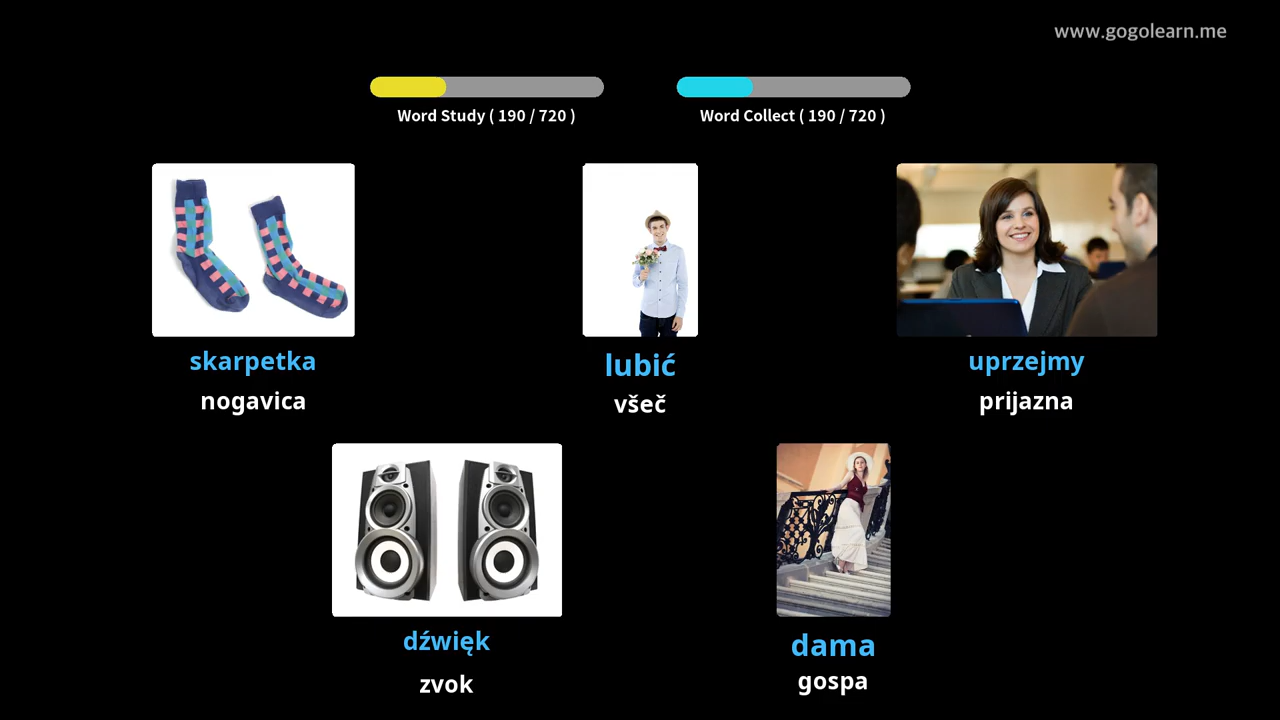 www.gogolearn.me
Word Study ( 190 / 720 )
Word Collect ( 190 / 720 )
skarpetka
nogavica
lubić
všeč
uprzejmy
prijazna
dźwięk
zvok
dama
gospa